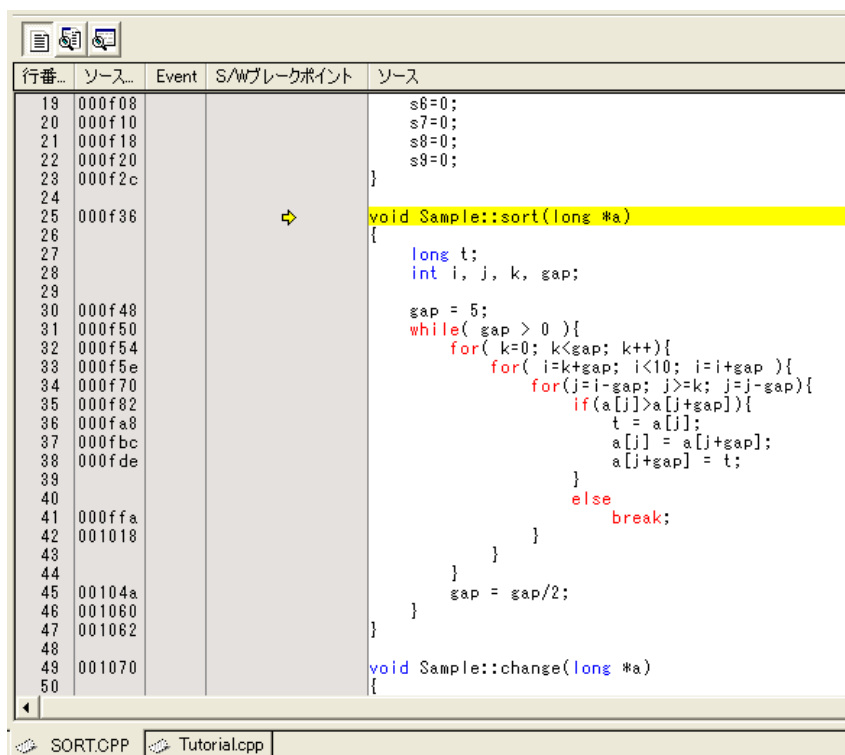 行番... ソース... Event S/Wブレークポイント ソース
19 000f08 s6=0;
20 000f10 s7=0;
21 000f18 s8=0;
22 000f20 s9=0;
23 000f2c }
24
25 000f36 void Sample::sort(long *a)
26 {
27 long t;
28 int i, j, k, gap;
29
30 000f48 gap = 5;
31 000f50 while( gap > 0 ){
32 000f54 for( k=0; k<gap; k++){
33 000f5e for( i=k+gap; i<10; i=i+gap ){
34 000f70 for(j=i-gap; j>=k; j=j-gap){
35 000f82 if(a[j]>a[j+gap]){
36 000fa8 t = a[j];
37 000fbc a[j] = a[j+gap];
38 000fde a[j+gap] = t;
39 }
40 else
41 000ffa break;
42 001018 }
43 }
44 }
45 00104a gap = gap/2;
46 001060 }
47 001062 }
48
49 001070 void Sample::change(long *a)
50 {
SORT.CPP Tutorial.cpp